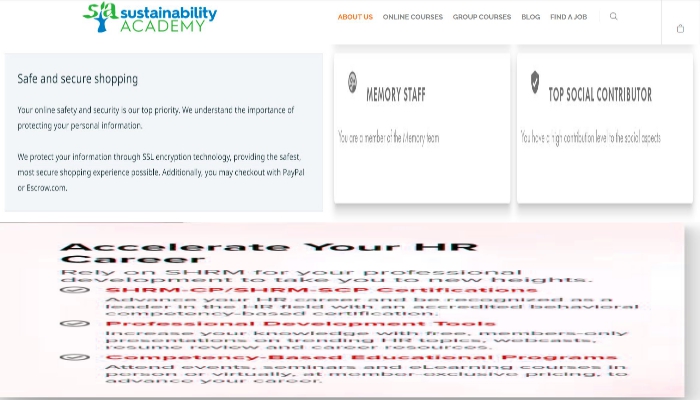 sustainability
ACADEMY
ABOUT US ONLINE COURSES GROUP COURSES BLOG FIND A JOB
Safe and secure shopping
Your online safety and security is our top priority. We understand the importance of
protecting your personal information.
We protect your information through SSL encryption technology, providing the safest,
most secure shopping experience possible. Additionally, you may checkout with PayPal
or Escrow.com.
MEMORY STAFF
You are a member of the Memory team
TOP SOCIAL CONTRIBUTOR
You have a high contribution level to the social aspects
Accelerate Your HR
Career
Rely on SHRM for your professional
development to take you to new heights.
SHRM-CP/SHRM-SCP Certifications
Advance your HR career and be recognized as a
leader in the HR field with an accredited behavioral
competency-based certification.
Professional Development Tools
Increase your knowledge with free, members-only
presentations on trending HR topics, webcasts,
resume review and career resources.
Competency-Based Educational Programs
Attend events, seminars and eLearning courses in
person or virtually, at member-exclusive pricing, to
advance your career.